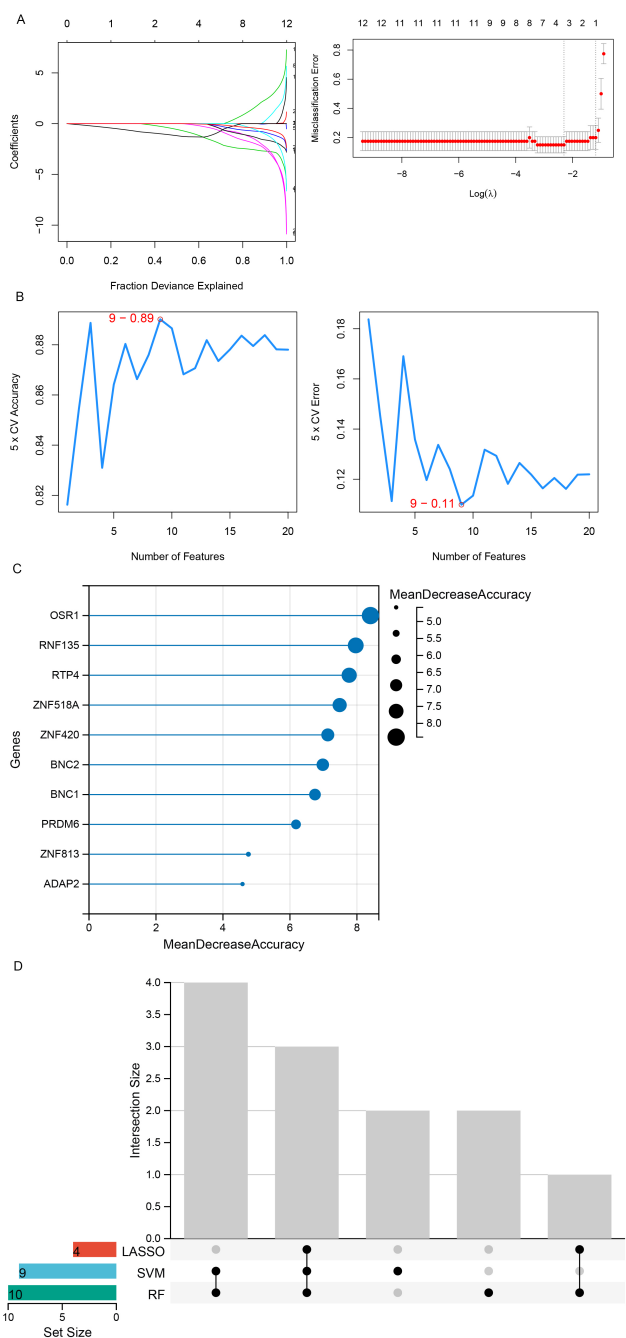 A
0 0 0 4 8 12
5
0
−5
−10
Coefficients
0.0 0.2 0.4 0.6 0.8 1.0
Fraction Deviance Explained
12 12 11 11 11 11 11 9 9 8 7 4 3 2 1
0.8
0.6
0.4
0.2
Misclassification Error
−8 −6 −4 −2
Log(λ)
B
9 − 0.89
0.88
0.86
0.84
0.82
5 x CV Accuracy
5 10 15 20
Number of Features
0.18
0.16
0.14
0.12
5 x CV Error
9 − 0.11
5 10 15 20
Number of Features
C
OSR1
RNF135
RTP4
ZNF518A
ZNF420
BNC2
BNC1
PRDM6
ZNF813
ADAP2
Genes
0 2 4 6 8
MeanDecreaseAccuracy
MeanDecreaseAccuracy
5.0
5.5
6.0
6.5
7.0
7.5
8.0
D
4.0
3.5
3.0
2.5
2.0
1.5
1.0
0.5
0.0
Intersection Size
4 LASSO
9 SVM
10 RF
10 5 0
Set Size